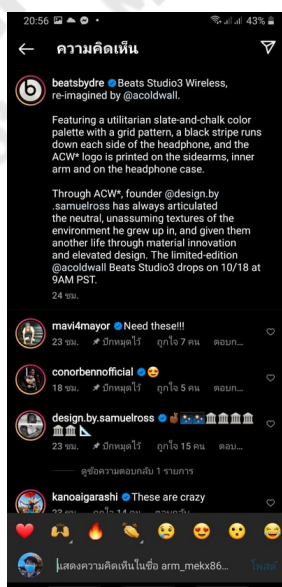 20:56 43%
ความคิดเห็น
beatsbydre Beats Studio3 Wireless,
re-imagined by @acoldwall.
Featuring a utilitarian slate-and-chalk color
palette with a grid pattern, a black stripe runs
down each side of the headphone, and the
ACW* logo is printed on the sidearms, inner
arm and on the headphone case.
Through ACW*, founder @design.by
.samuelross has always articulated
the neutral, unassuming textures of the
environment he grew up in, and given them
another life through material innovation
and elevated design. The limited-edition
@acoldwall Beats Studio3 drops on 10/18 at
9AM PST.
24 ชม.
mavi4mayor Need these!!!
23 ชม. ปักหมุดไว้ ถูกใจ 7 คน ตอบก...
conorbennofficial 😍
18 ชม. ปักหมุดไว้ ถูกใจ 5 คน ตอบก...
design.by.samuelross
23 ชม. ปักหมุดไว้ ถูกใจ 15 คน ตอบ...
ดูข้อความตอบกลับ 1 รายการ
kanoaigarashi These are crazy
แสดงความคิดเห็นในชื่อ arm_mekx86... โพสต์